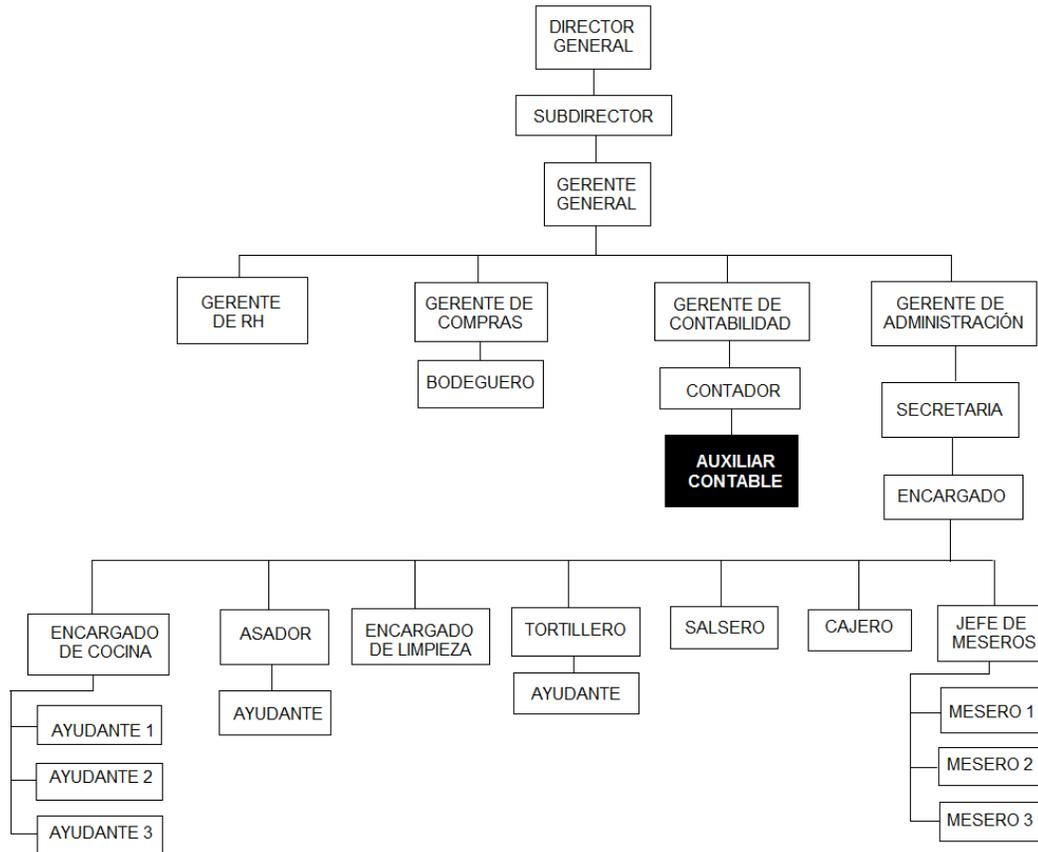 DIRECTOR
GENERAL
SUBDIRECTOR
GERENTE
GENERAL
GERENTE
DE RH
GERENTE DE
COMPRAS
GERENTE DE
CONTABILIDAD
GERENTE DE
ADMINISTRACIÓN
BODEGUERO
CONTADOR
SECRETARIA
AUXILIAR
CONTABLE
ENCARGADO
ENCARGADO
DE COCINA
ASADOR
ENCARGADO
DE LIMPIEZA
TORTILLERO
SALSERO
CAJERO
JEFE DE
MESEROS
AYUDANTE
AYUDANTE
AYUDANTE 1
AYUDANTE 2
AYUDANTE 3
MESERO 1
MESERO 2
MESERO 3